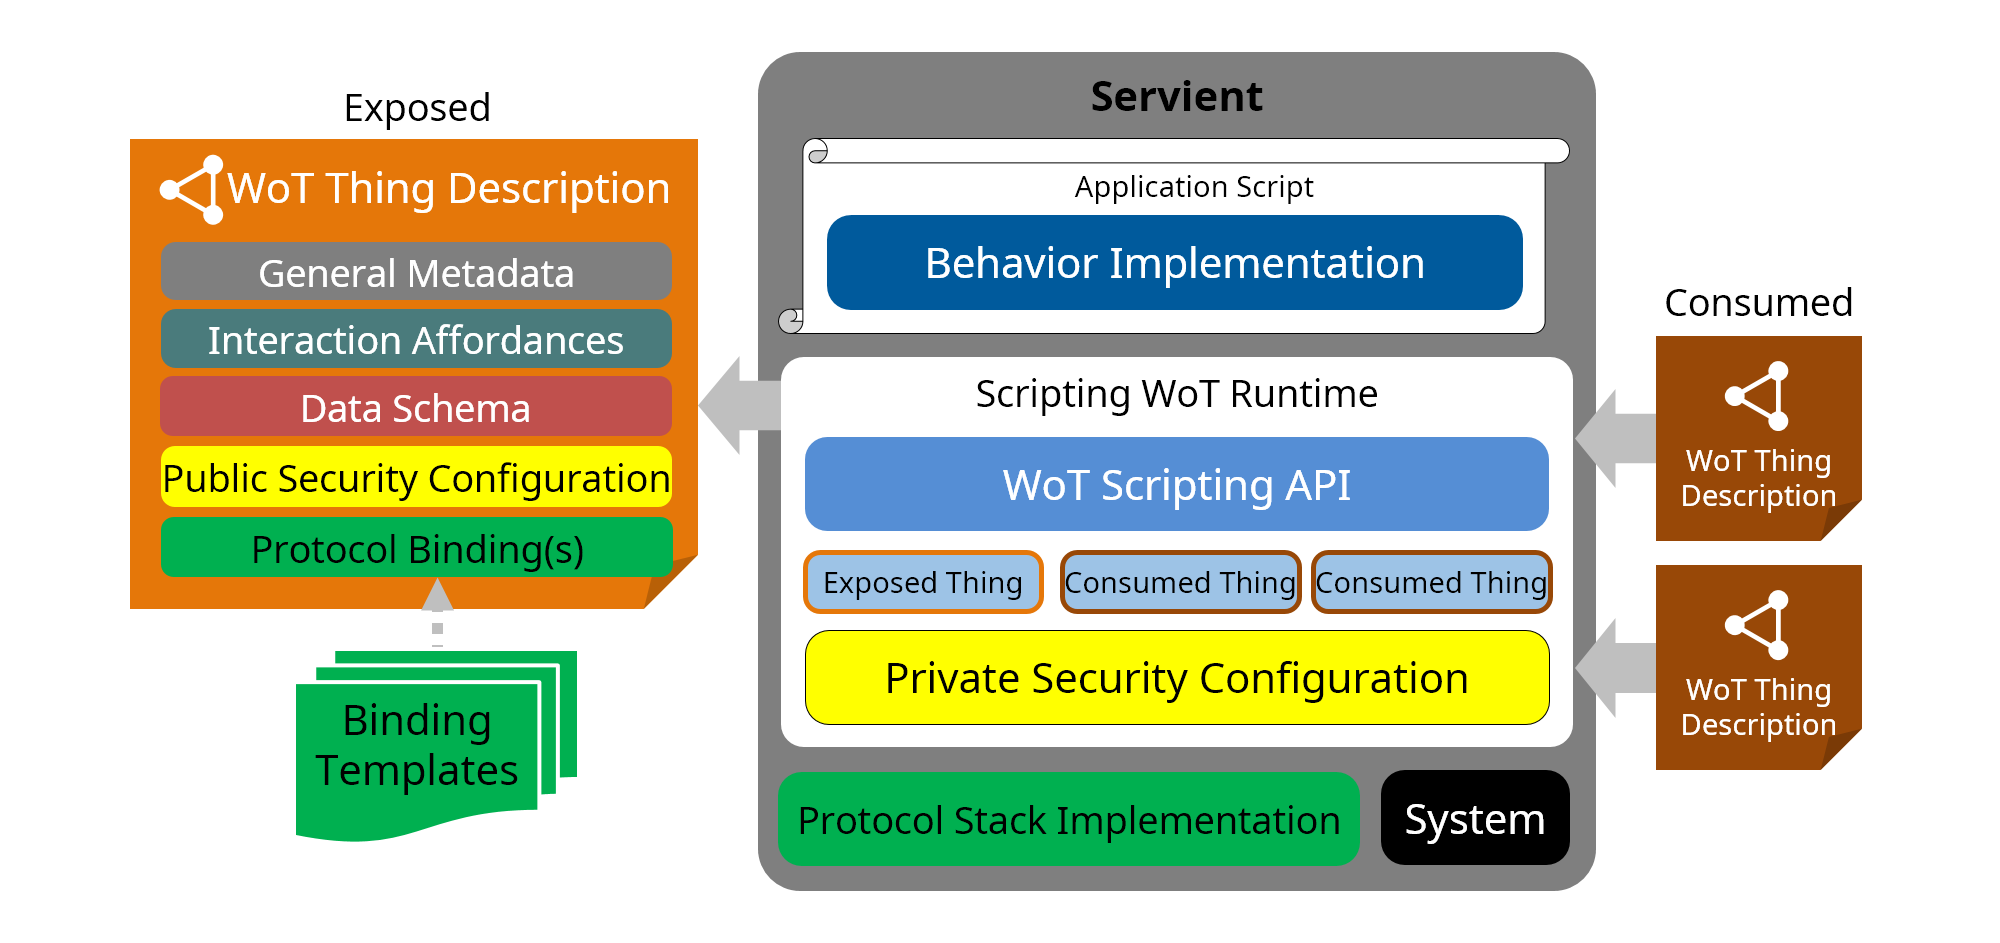 Exposed
WoT Thing Description
General Metadata
Interaction Affordances
Data Schema
Public Security Configuration
Protocol Binding(s)
Binding
Templates
Servient
Application Script
Behavior Implementation
Scripting WoT Runtime
WoT Scripting API
Exposed Thing
Consumed Thing
Consumed Thing
Private Security Configuration
Protocol Stack Implementation
System
Consumed
WoT Thing
Description
WoT Thing
Description